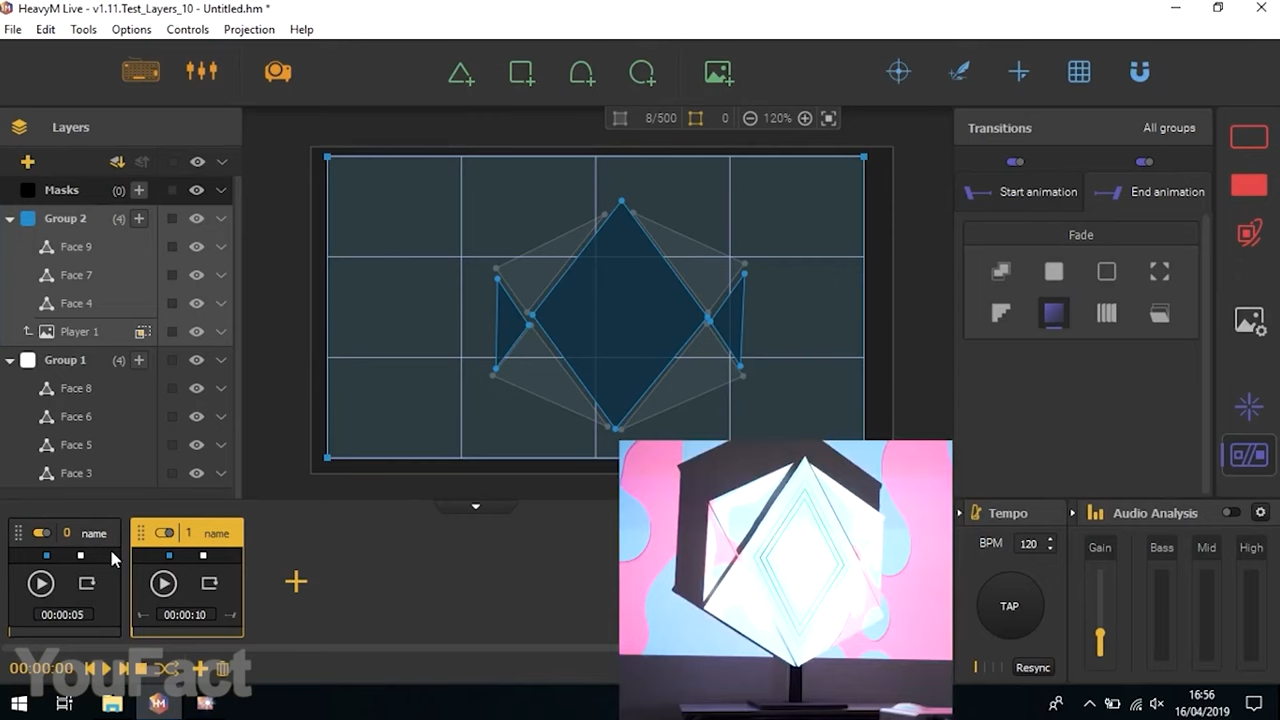 HeavyM Live - v1.11.Test_Layers_10 - Untitled.hm *
File Edit Tools Options Controls Projection Help
8/500 0 120%
Layers
Transitions All groups
Masks (0)
Start animation End animation
Group 2 (4)
Fade
Face 9
Face 7
Face 4
Player 1
Group 1 (4)
Face 8
Face 6
Face 5
Face 3
0 name
1 name
Tempo
Audio Analysis
BPM 120
Gain Bass Mid High
00:00:05
00:00:10
TAP
00:00:00
Resync
YouFact
16:56
16/04/2019